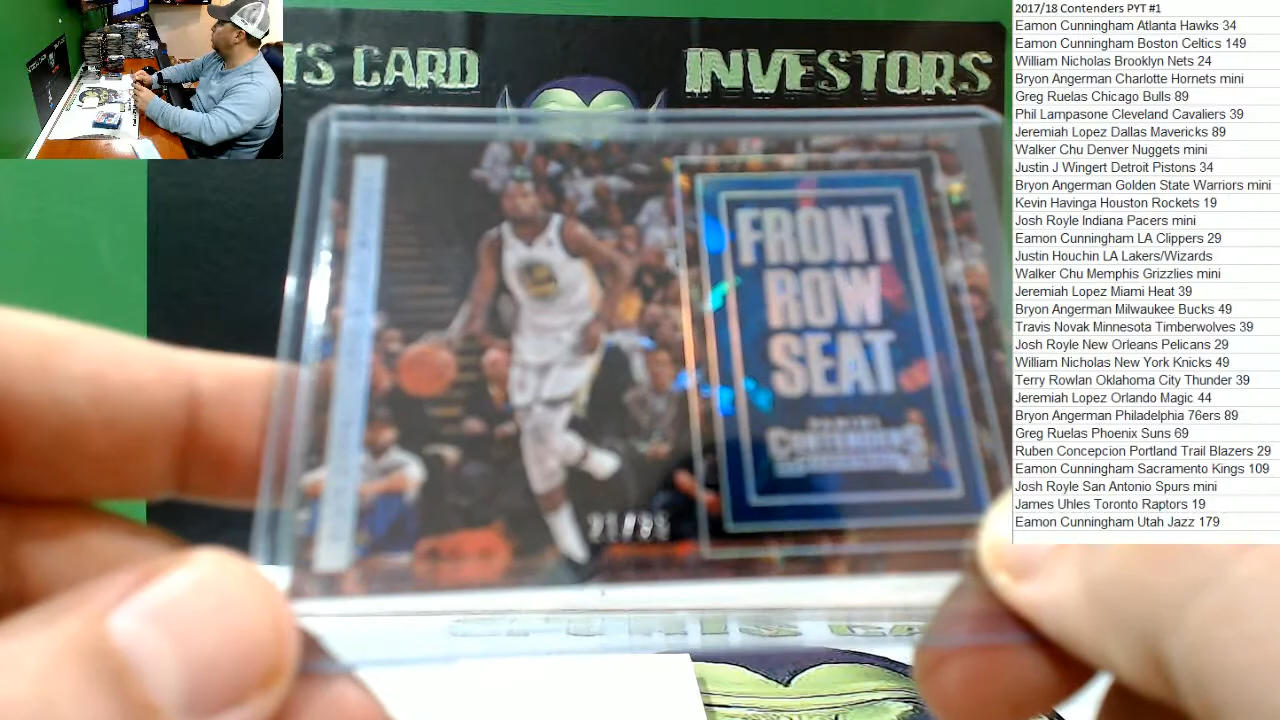 TS CARD
INVESTORS
FRONT
ROW
SEAT
PANINI
CONTENDERS
2017/18 Contenders PYT #1
Eamon Cunningham Atlanta Hawks 34
Eamon Cunningham Boston Celtics 149
William Nicholas Brooklyn Nets 24
Bryon Angerman Charlotte Hornets mini
Greg Ruelas Chicago Bulls 89
Phil Lampasone Cleveland Cavaliers 39
Jeremiah Lopez Dallas Mavericks 89
Walker Chu Denver Nuggets mini
Justin J Wingert Detroit Pistons 34
Bryon Angerman Golden State Warriors mini
Kevin Havinga Houston Rockets 19
Josh Royle Indiana Pacers mini
Eamon Cunningham LA Clippers 29
Justin Houchin LA Lakers/Wizards
Walker Chu Memphis Grizzlies mini
Jeremiah Lopez Miami Heat 39
Bryon Angerman Milwaukee Bucks 49
Travis Novak Minnesota Timberwolves 39
Josh Royle New Orleans Pelicans 29
William Nicholas New York Knicks 49
Terry Rowlan Oklahoma City Thunder 39
Jeremiah Lopez Orlando Magic 44
Bryon Angerman Philadelphia 76ers 89
Greg Ruelas Phoenix Suns 69
Ruben Concepcion Portland Trail Blazers 29
Eamon Cunningham Sacramento Kings 109
Josh Royle San Antonio Spurs mini
James Uhles Toronto Raptors 19
Eamon Cunningham Utah Jazz 179